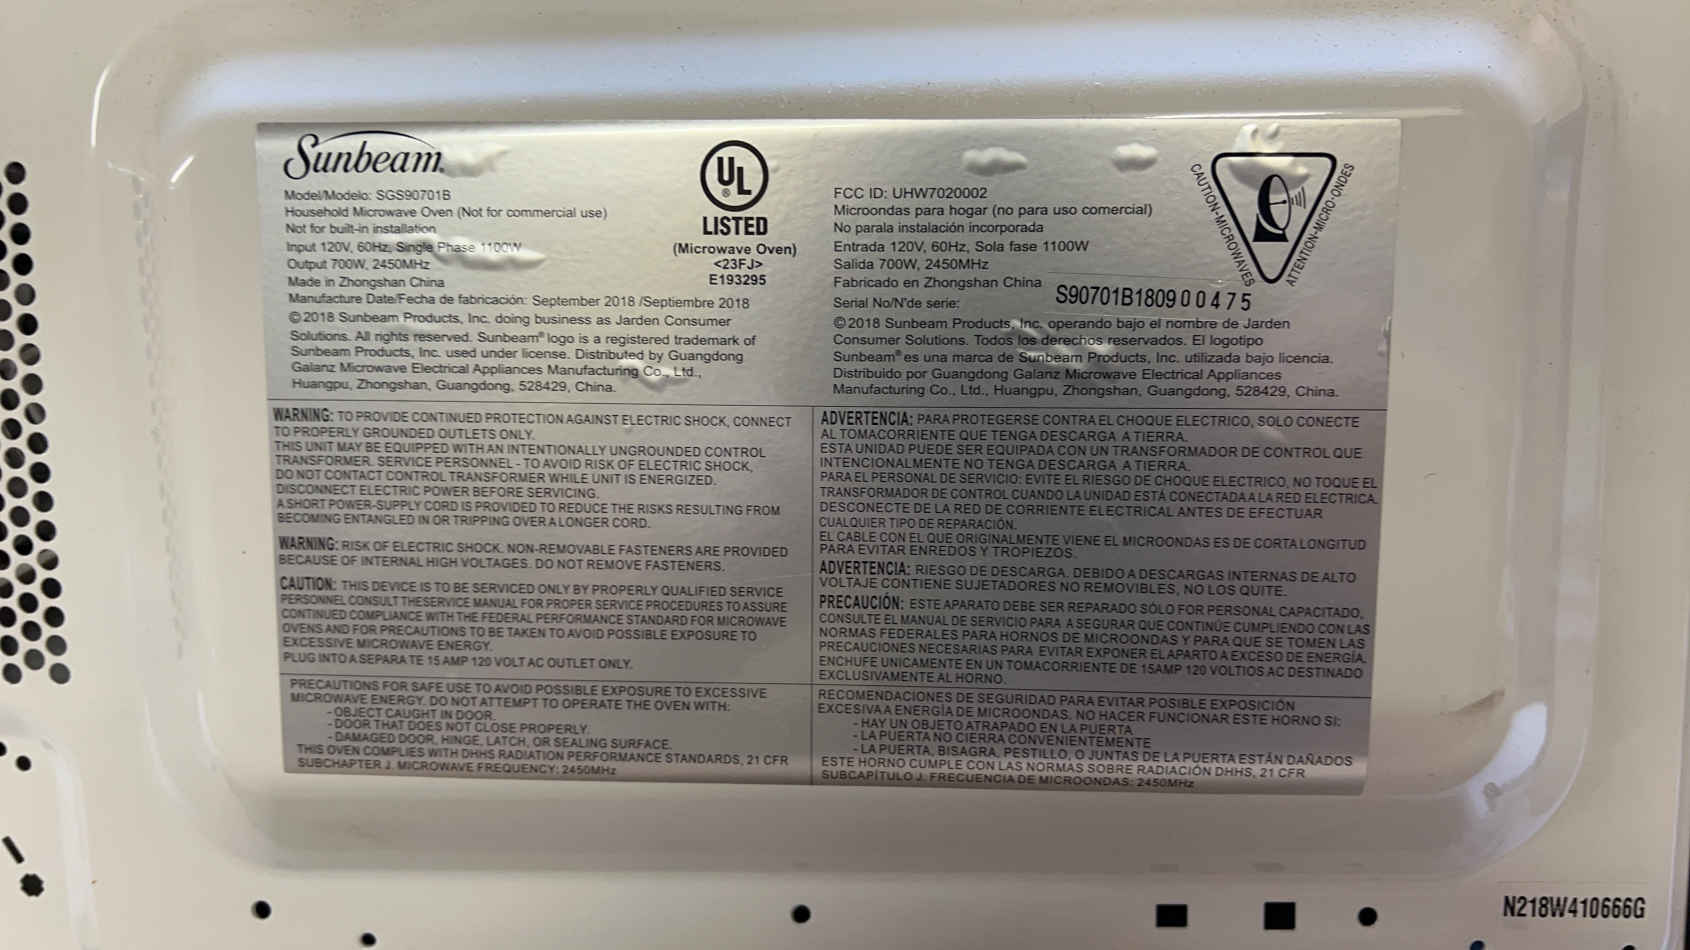 Sunbeam®
Model/Modelo: SGS90701B
Household Microwave Oven (Not for commercial use)
Not for built-in installation
Input 120V, 60Hz, Single Phase 1100W
Output 700W, 2450MHz
Made in Zhongshan China
Manufacture Date/Fecha de fabricación: September 2018 /Septiembre 2018
©2018 Sunbeam Products, Inc. doing business as Jarden Consumer
Solutions. All rights reserved. Sunbeam® logo is a registered trademark of
Sunbeam Products, Inc. used under license. Distributed by Guangdong
Galanz Microwave Electrical Appliances Manufacturing Co., Ltd.,
Huangpu, Zhongshan, Guangdong, 528429, China.
UL®
LISTED
(Microwave Oven)
<23FJ>
E193295
FCC ID: UHW7020002
Microondas para hogar (no para uso comercial)
No parala instalación incorporada
Entrada 120V, 60Hz, Sola fase 1100W
Salida 700W, 2450MHz
Fabricado en Zhongshan China
Serial No/N'de serie: S90701B180900475
©2018 Sunbeam Products, Inc. operando bajo el nombre de Jarden
Consumer Solutions. Todos los derechos reservados. El logotipo
Sunbeam® es una marca de Sunbeam Products, Inc. utilizada bajo licencia.
Distribuido por Guangdong Galanz Microwave Electrical Appliances
Manufacturing Co., Ltd., Huangpu, Zhongshan, Guangdong, 528429, China.
CAUTION-MICROWAVES
ATTENTION-MICRO-ONDES
WARNING: TO PROVIDE CONTINUED PROTECTION AGAINST ELECTRIC SHOCK, CONNECT
TO PROPERLY GROUNDED OUTLETS ONLY.
THIS UNIT MAY BE EQUIPPED WITH AN INTENTIONALLY UNGROUNDED CONTROL
TRANSFORMER. SERVICE PERSONNEL - TO AVOID RISK OF ELECTRIC SHOCK,
DO NOT CONTACT CONTROL TRANSFORMER WHILE UNIT IS ENERGIZED.
DISCONNECT ELECTRIC POWER BEFORE SERVICING.
A SHORT POWER-SUPPLY CORD IS PROVIDED TO REDUCE THE RISKS RESULTING FROM
BECOMING ENTANGLED IN OR TRIPPING OVER A LONGER CORD.
WARNING: RISK OF ELECTRIC SHOCK. NON-REMOVABLE FASTENERS ARE PROVIDED
BECAUSE OF INTERNAL HIGH VOLTAGES. DO NOT REMOVE FASTENERS.
CAUTION: THIS DEVICE IS TO BE SERVICED ONLY BY PROPERLY QUALIFIED SERVICE
PERSONNEL CONSULT THESERVICE MANUAL FOR PROPER SERVICE PROCEDURES TO ASSURE
CONTINUED COMPLIANCE WITH THE FEDERAL PERFORMANCE STANDARD FOR MICROWAVE
OVENS AND FOR PRECAUTIONS TO BE TAKEN TO AVOID POSSIBLE EXPOSURE TO
EXCESSIVE MICROWAVE ENERGY.
PLUG INTO A SEPARA TE 15 AMP 120 VOLT AC OUTLET ONLY.
ADVERTENCIA: PARA PROTEGERSE CONTRA EL CHOQUE ELECTRICO, SOLO CONECTE
AL TOMACORRIENTE QUE TENGA DESCARGA A TIERRA.
ESTA UNIDAD PUEDE SER EQUIPADA CON UN TRANSFORMADOR DE CONTROL QUE
INTENCIONALMENTE NO TENGA DESCARGA A TIERRA.
PARA EL PERSONAL DE SERVICIO: EVITE EL RIESGO DE CHOQUE ELECTRICO, NO TOQUE EL
TRANSFORMADOR DE CONTROL CUANDO LA UNIDAD ESTÁ CONECTADA A LA RED ELECTRICA.
DESCONECTE DE LA RED DE CORRIENTE ELECTRICAL ANTES DE EFECTUAR
CUALQUIER TIPO DE REPARACIÓN.
EL CABLE CON EL QUE ORIGINALMENTE VIENE EL MICROONDAS ES DE CORTA LONGITUD
PARA EVITAR ENREDOS Y TROPIEZOS.
ADVERTENCIA: RIESGO DE DESCARGA. DEBIDO A DESCARGAS INTERNAS DE ALTO
VOLTAJE CONTIENE SUJETADORES NO REMOVIBLES, NO LOS QUITE.
PRECAUCIÓN: ESTE APARATO DEBE SER REPARADO SÓLO FOR PERSONAL CAPACITADO,
CONSULTE EL MANUAL DE SERVICIO PARA A SEGURAR QUE CONTINÚE CUMPLIENDO CON LAS
NORMAS FEDERALES PARA HORNOS DE MICROONDAS Y PARA QUE SE TOMEN LAS
PRECAUCIONES NECESARIAS PARA EVITAR EXPONER EL APARTO A EXCESO DE ENERGÍA.
ENCHUFE UNICAMENTE EN UN TOMACORRIENTE DE 15AMP 120 VOLTIOS AC DESTINADO
EXCLUSIVAMENTE AL HORNO.
PRECAUTIONS FOR SAFE USE TO AVOID POSSIBLE EXPOSURE TO EXCESSIVE
MICROWAVE ENERGY. DO NOT ATTEMPT TO OPERATE THE OVEN WITH:
- OBJECT CAUGHT IN DOOR.
- DOOR THAT DOES NOT CLOSE PROPERLY.
- DAMAGED DOOR, HINGE, LATCH, OR SEALING SURFACE.
THIS OVEN COMPLIES WITH DHHS RADIATION PERFORMANCE STANDARDS, 21 CFR
SUBCHAPTER J. MICROWAVE FREQUENCY: 2450MHz
RECOMENDACIONES DE SEGURIDAD PARA EVITAR POSIBLE EXPOSICIÓN
EXCESIVA A ENERGÍA DE MICROONDAS. NO HACER FUNCIONAR ESTE HORNO SI:
- HAY UN OBJETO ATRAPADO EN LA PUERTA
- LA PUERTA NO CIERRA CONVENIENTEMENTE
- LA PUERTA, BISAGRA, PESTILLO, O JUNTAS DE LA PUERTA ESTÁN DAÑADOS
ESTE HORNO CUMPLE CON LAS NORMAS SOBRE RADIACIÓN DHHS, 21 CFR
SUBCAPÍTULO J. FRECUENCIA DE MICROONDAS: 2450MHz
N218W410666G